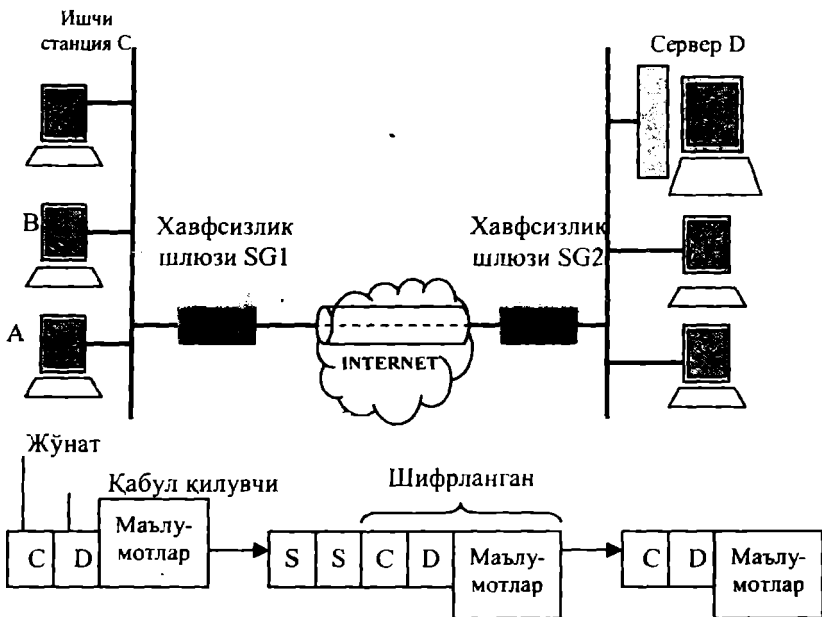 Ишчи
станция С
Сервер D
B
A
Хавфсизлик
шлюзи SG1
Хавфсизлик
шлюзи SG2
INTERNET
Жўнат
Қабул қилувчи
Шифрланган
C D Маълу-
мотлар
S S C D Маълу-
мотлар
C D Маълу-
мотлар